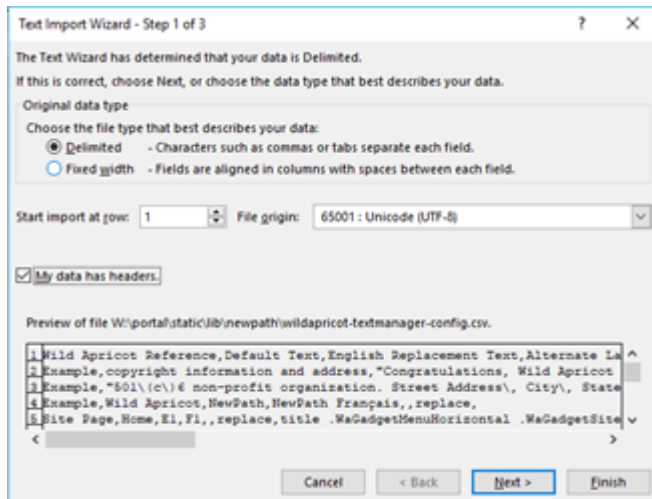 Text Import Wizard - Step 1 of 3
The Text Wizard has determined that your data is Delimited.
If this is correct, choose Next, or choose the data type that best describes your data.
Original data type
Choose the file type that best describes your data:
Delimited - Characters such as commas or tabs separate each field.
Fixed width - Fields are aligned in columns with spaces between each field.
Start import at row: 1 File origin: 65001 : Unicode (UTF-8)
My data has headers.
Preview of file W:\portal\static\lib\newpath\wildapricot-textmanager-config.csv.
1 Wild Apricot Reference,Default Text,English Replacement Text,Alternate La
2 Example,copyright information and address,"Congratulations, Wild Apricot
3 Example,"501\(c\)6 non-profit organization. Street Address\, City\, State
4 Example,Wild Apricot,NewPath,NewPath Français,,replace,
5 Site Page,Home,E1,F1,,replace,title .WaGadgetMenuHorizontal .WaGadgetSite
Cancel < Back Next > Finish